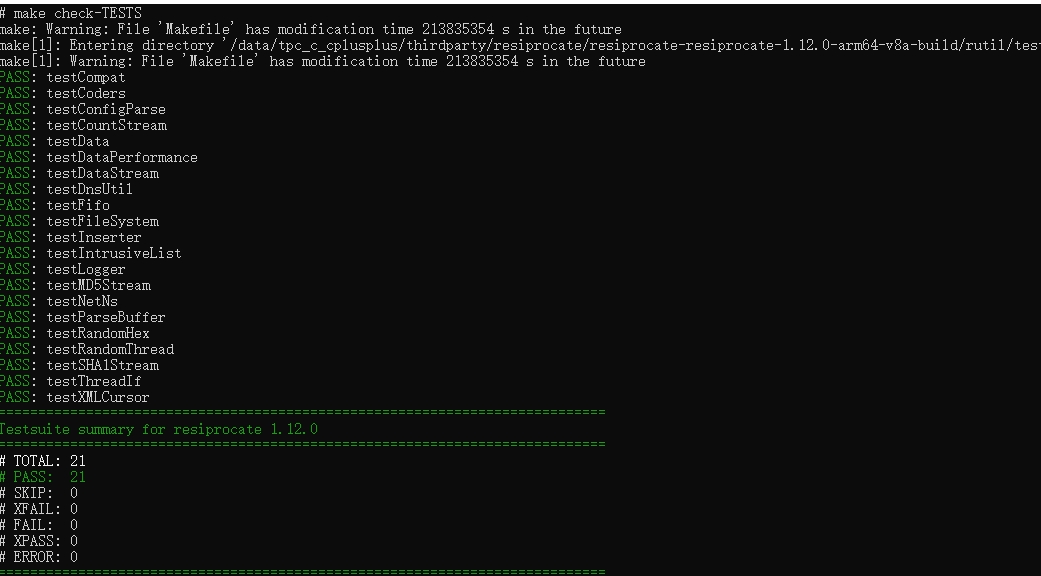 # make check-TESTS
make: Warning: File 'Makefile' has modification time 213835354 s in the future
make[1]: Entering directory '/data/tpc_c_cplusplus/thirdparty/resiprocate/resiprocate-resiprocate-1.12.0-arm64-v8a-build/rutil/test
make[1]: Warning: File 'Makefile' has modification time 213835354 s in the future
PASS: testCompat
PASS: testCoders
PASS: testConfigParse
PASS: testCountStream
PASS: testData
PASS: testDataPerformance
PASS: testDataStream
PASS: testDnsUtil
PASS: testFifo
PASS: testFileSystem
PASS: testInserter
PASS: testIntrusiveList
PASS: testLogger
PASS: testMD5Stream
PASS: testNetNs
PASS: testParseBuffer
PASS: testRandomHex
PASS: testRandomThread
PASS: testSHA1Stream
PASS: testThreadIf
PASS: testXMLCursor
============================================================================
Testsuite summary for resiprocate 1.12.0
============================================================================
# TOTAL: 21
# PASS:  21
# SKIP:  0
# XFAIL: 0
# FAIL:  0
# XPASS: 0
# ERROR: 0
============================================================================